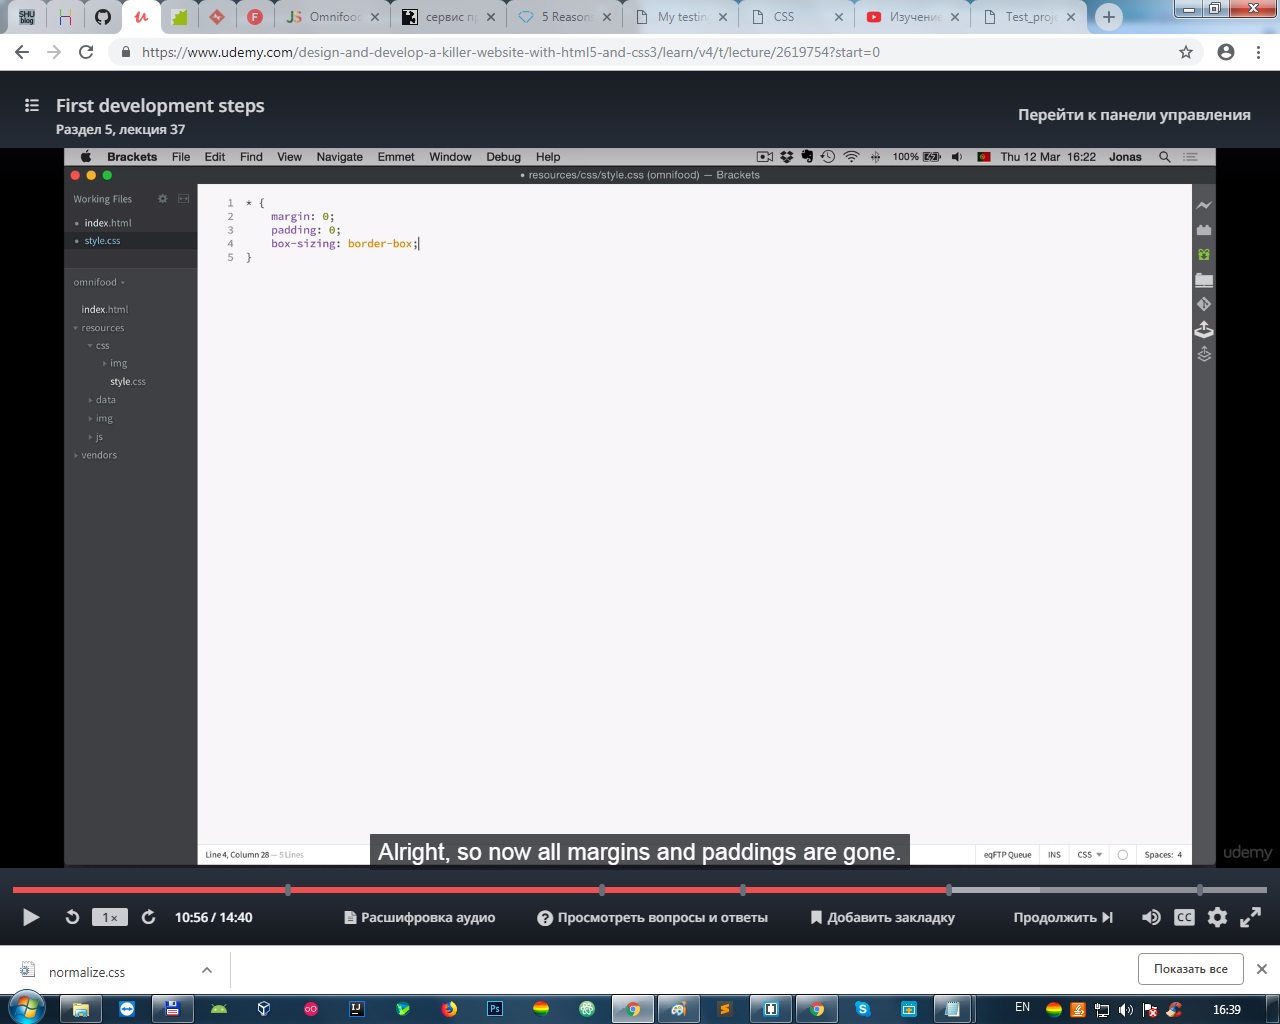 SHU blog
Omnifood
сервис п
5 Reason
My testin
CSS
Изучени
Test_proj
https://www.udemy.com/design-and-develop-a-killer-website-with-html5-and-css3/learn/v4/t/lecture/2619754?start=0
First development steps
Раздел 5, лекция 37
Перейти к панели управления
Brackets File Edit Find View Navigate Emmet Window Debug Help
100% Thu 12 Mar 16:22 Jonas
• resources/css/style.css (omnifood) — Brackets
Working Files
index.html
style.css
omnifood
index.html
resources
css
img
style.css
data
img
js
vendors
1 * {
2 margin: 0;
3 padding: 0;
4 box-sizing: border-box;
5 }
Line 4, Column 28 — 5 Lines
eqFTP Queue INS CSS Spaces: 4
Alright, so now all margins and paddings are gone.
udemy
1× 10:56 / 14:40
Расшифровка аудио
Просмотреть вопросы и ответы
Добавить закладку
Продолжить
CC
normalize.css
Показать все
EN 16:39